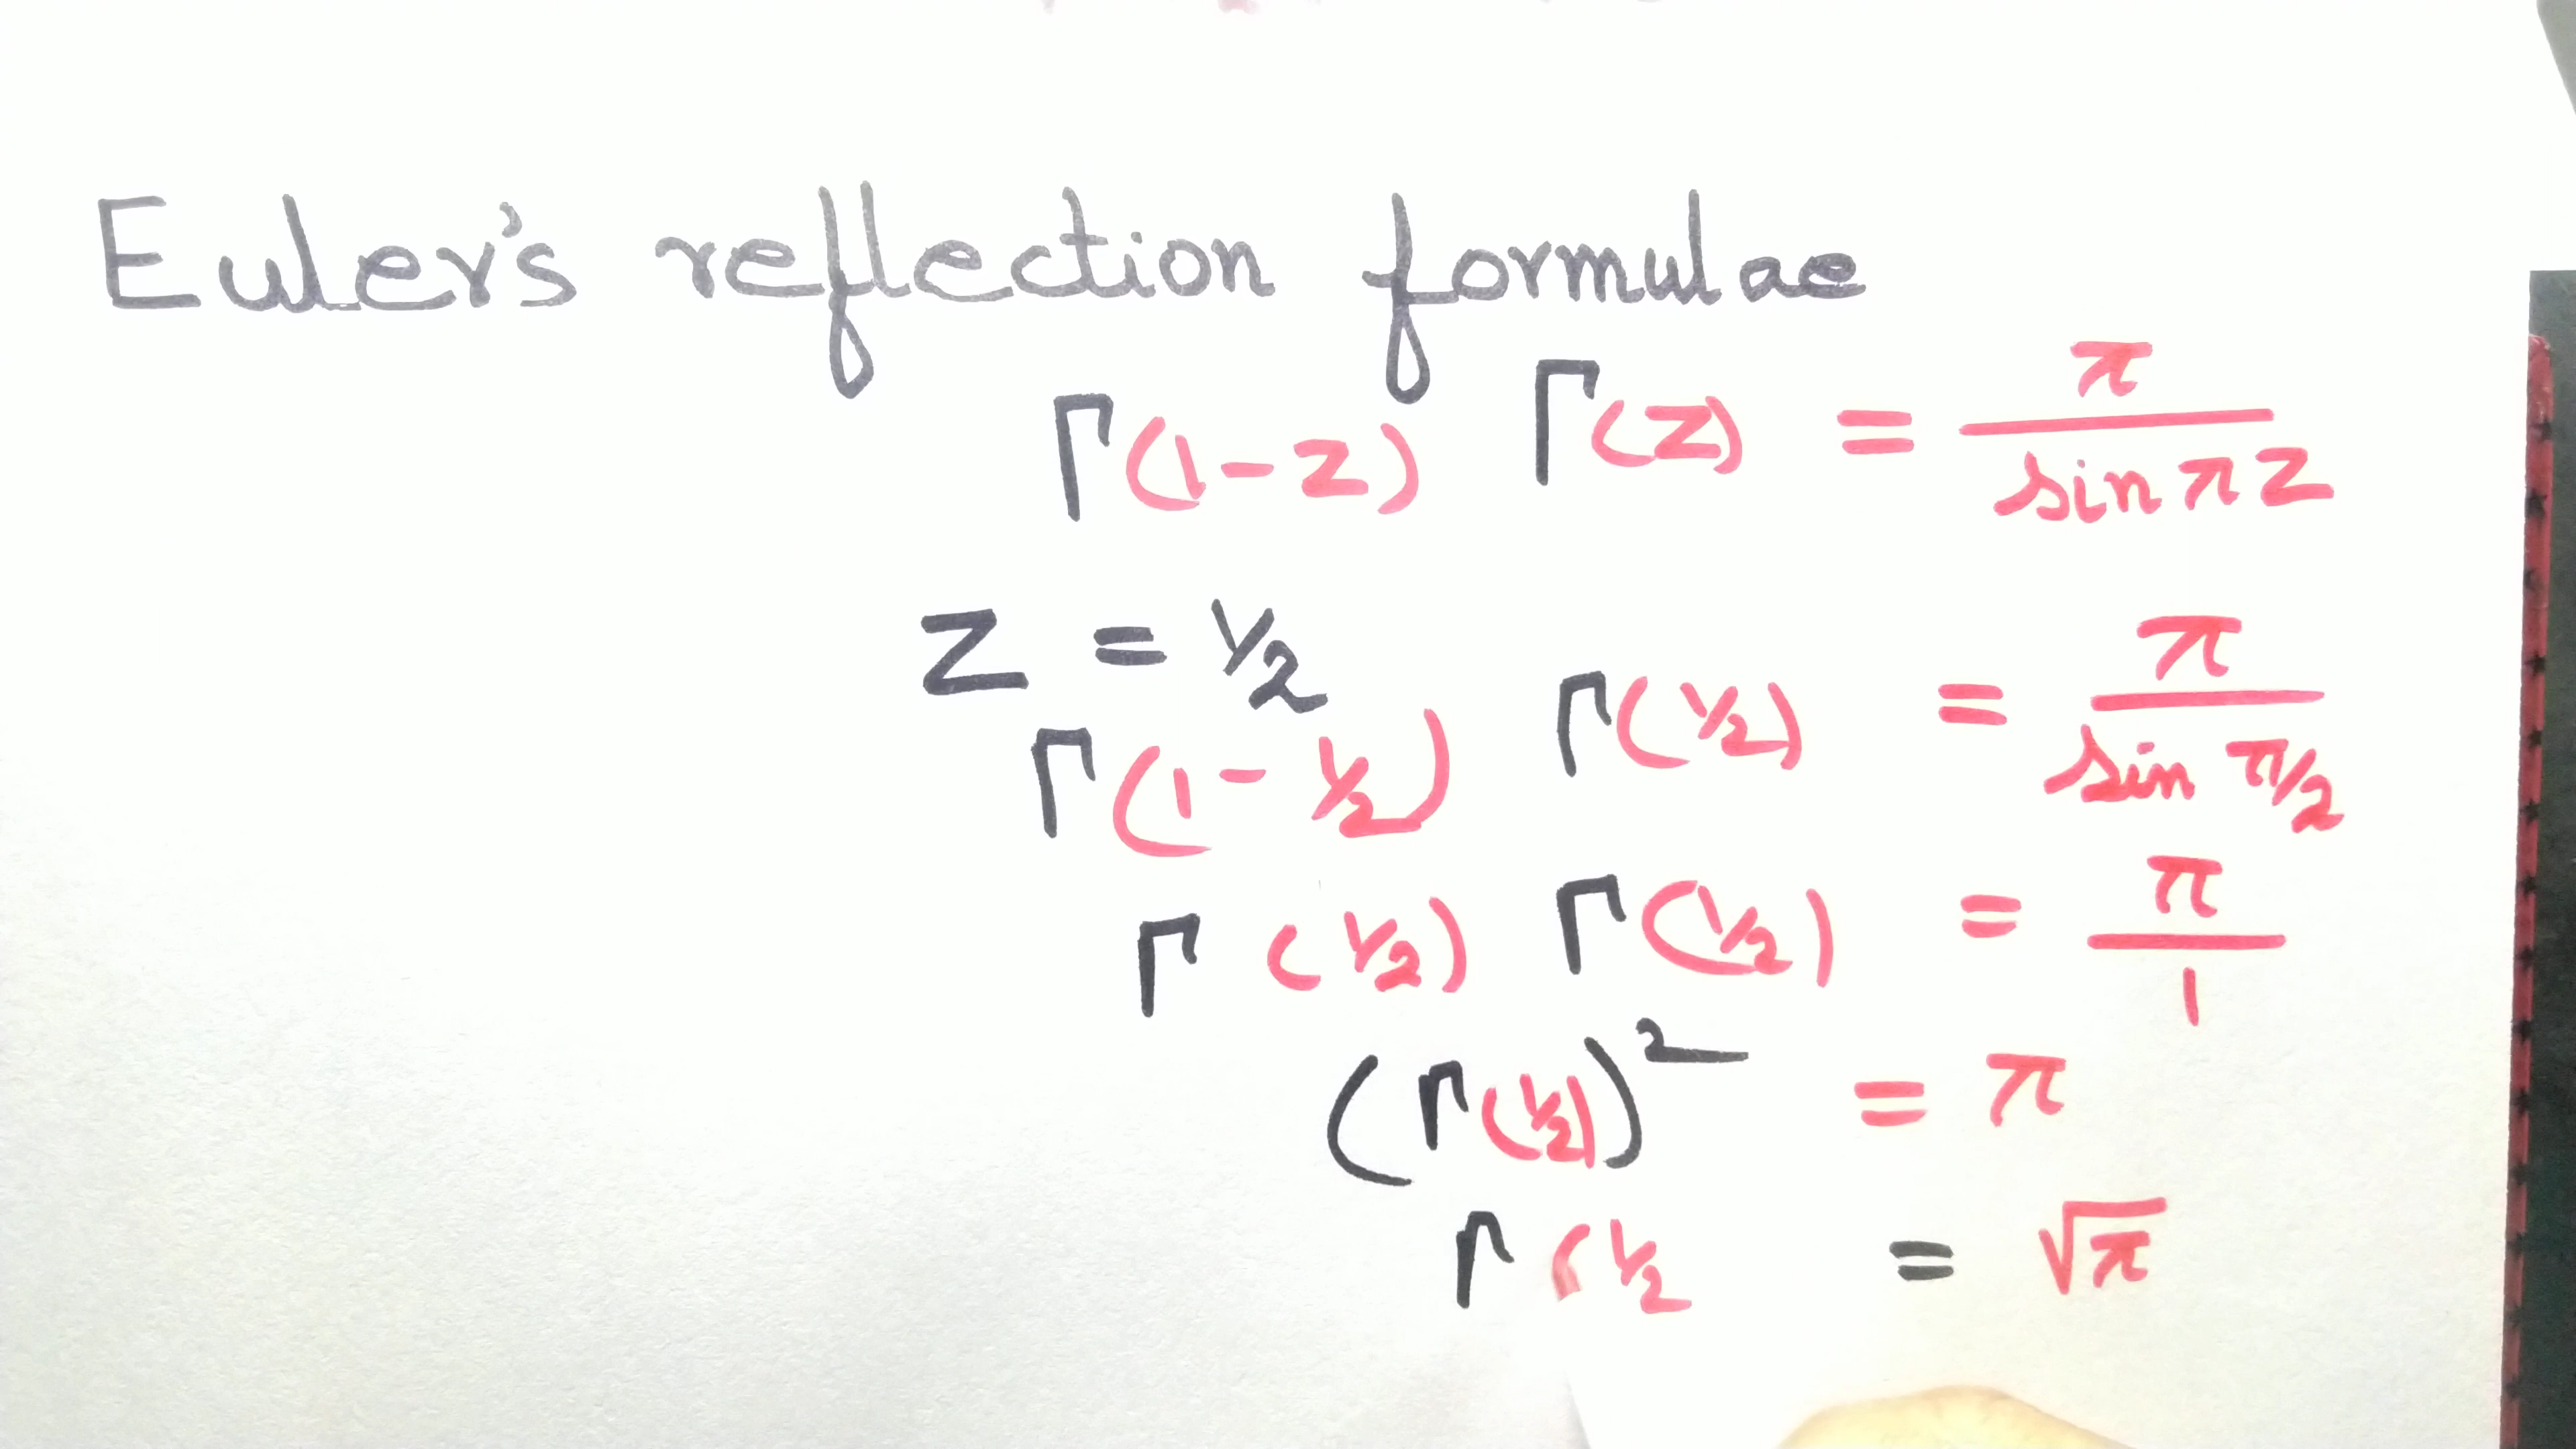 Euler's reflection formulae
Γ(1-z) Γ(z) = π/sin πz
z = 1/2
Γ(1 - 1/2) Γ(1/2) = π/sin π/2
Γ(1/2) Γ(1/2) = π/1
(Γ(1/2))² = π
Γ(1/2 = √π